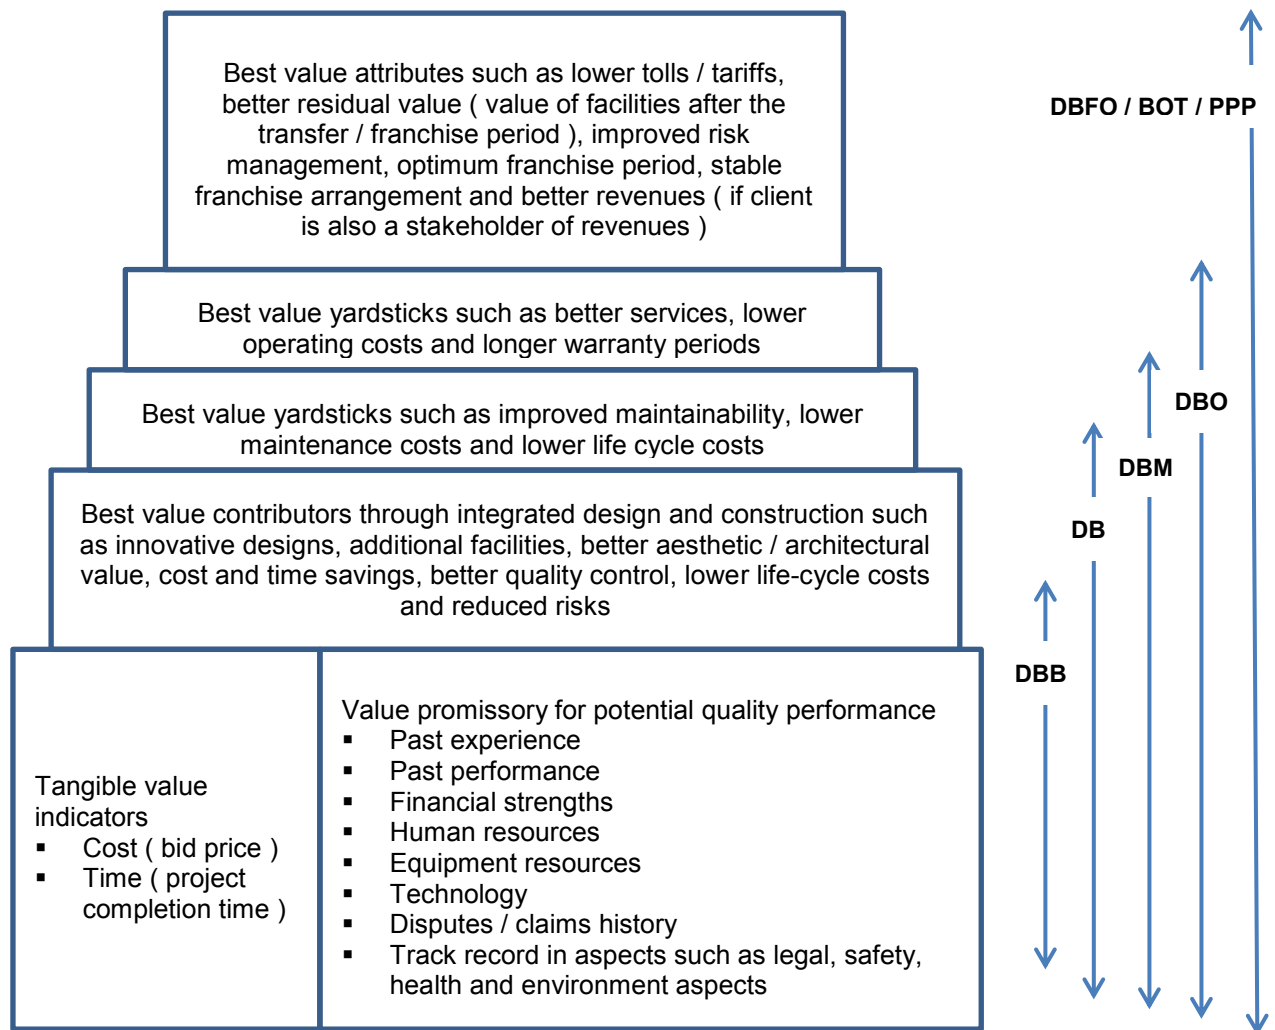 Best value attributes such as lower tolls / tariffs,
better residual value ( value of facilities after the
transfer / franchise period ), improved risk
management, optimum franchise period, stable
franchise arrangement and better revenues ( if client
is also a stakeholder of revenues )
DBFO / BOT / PPP
Best value yardsticks such as better services, lower
operating costs and longer warranty periods
DBO
Best value yardsticks such as improved maintainability, lower
maintenance costs and lower life cycle costs
DBM
Best value contributors through integrated design and construction such
as innovative designs, additional facilities, better aesthetic / architectural
value, cost and time savings, better quality control, lower life-cycle costs
and reduced risks
DB
DBB
Tangible value
indicators
▪ Cost ( bid price )
▪ Time ( project
completion time )
Value promissory for potential quality performance
▪ Past experience
▪ Past performance
▪ Financial strengths
▪ Human resources
▪ Equipment resources
▪ Technology
▪ Disputes / claims history
▪ Track record in aspects such as legal, safety,
health and environment aspects